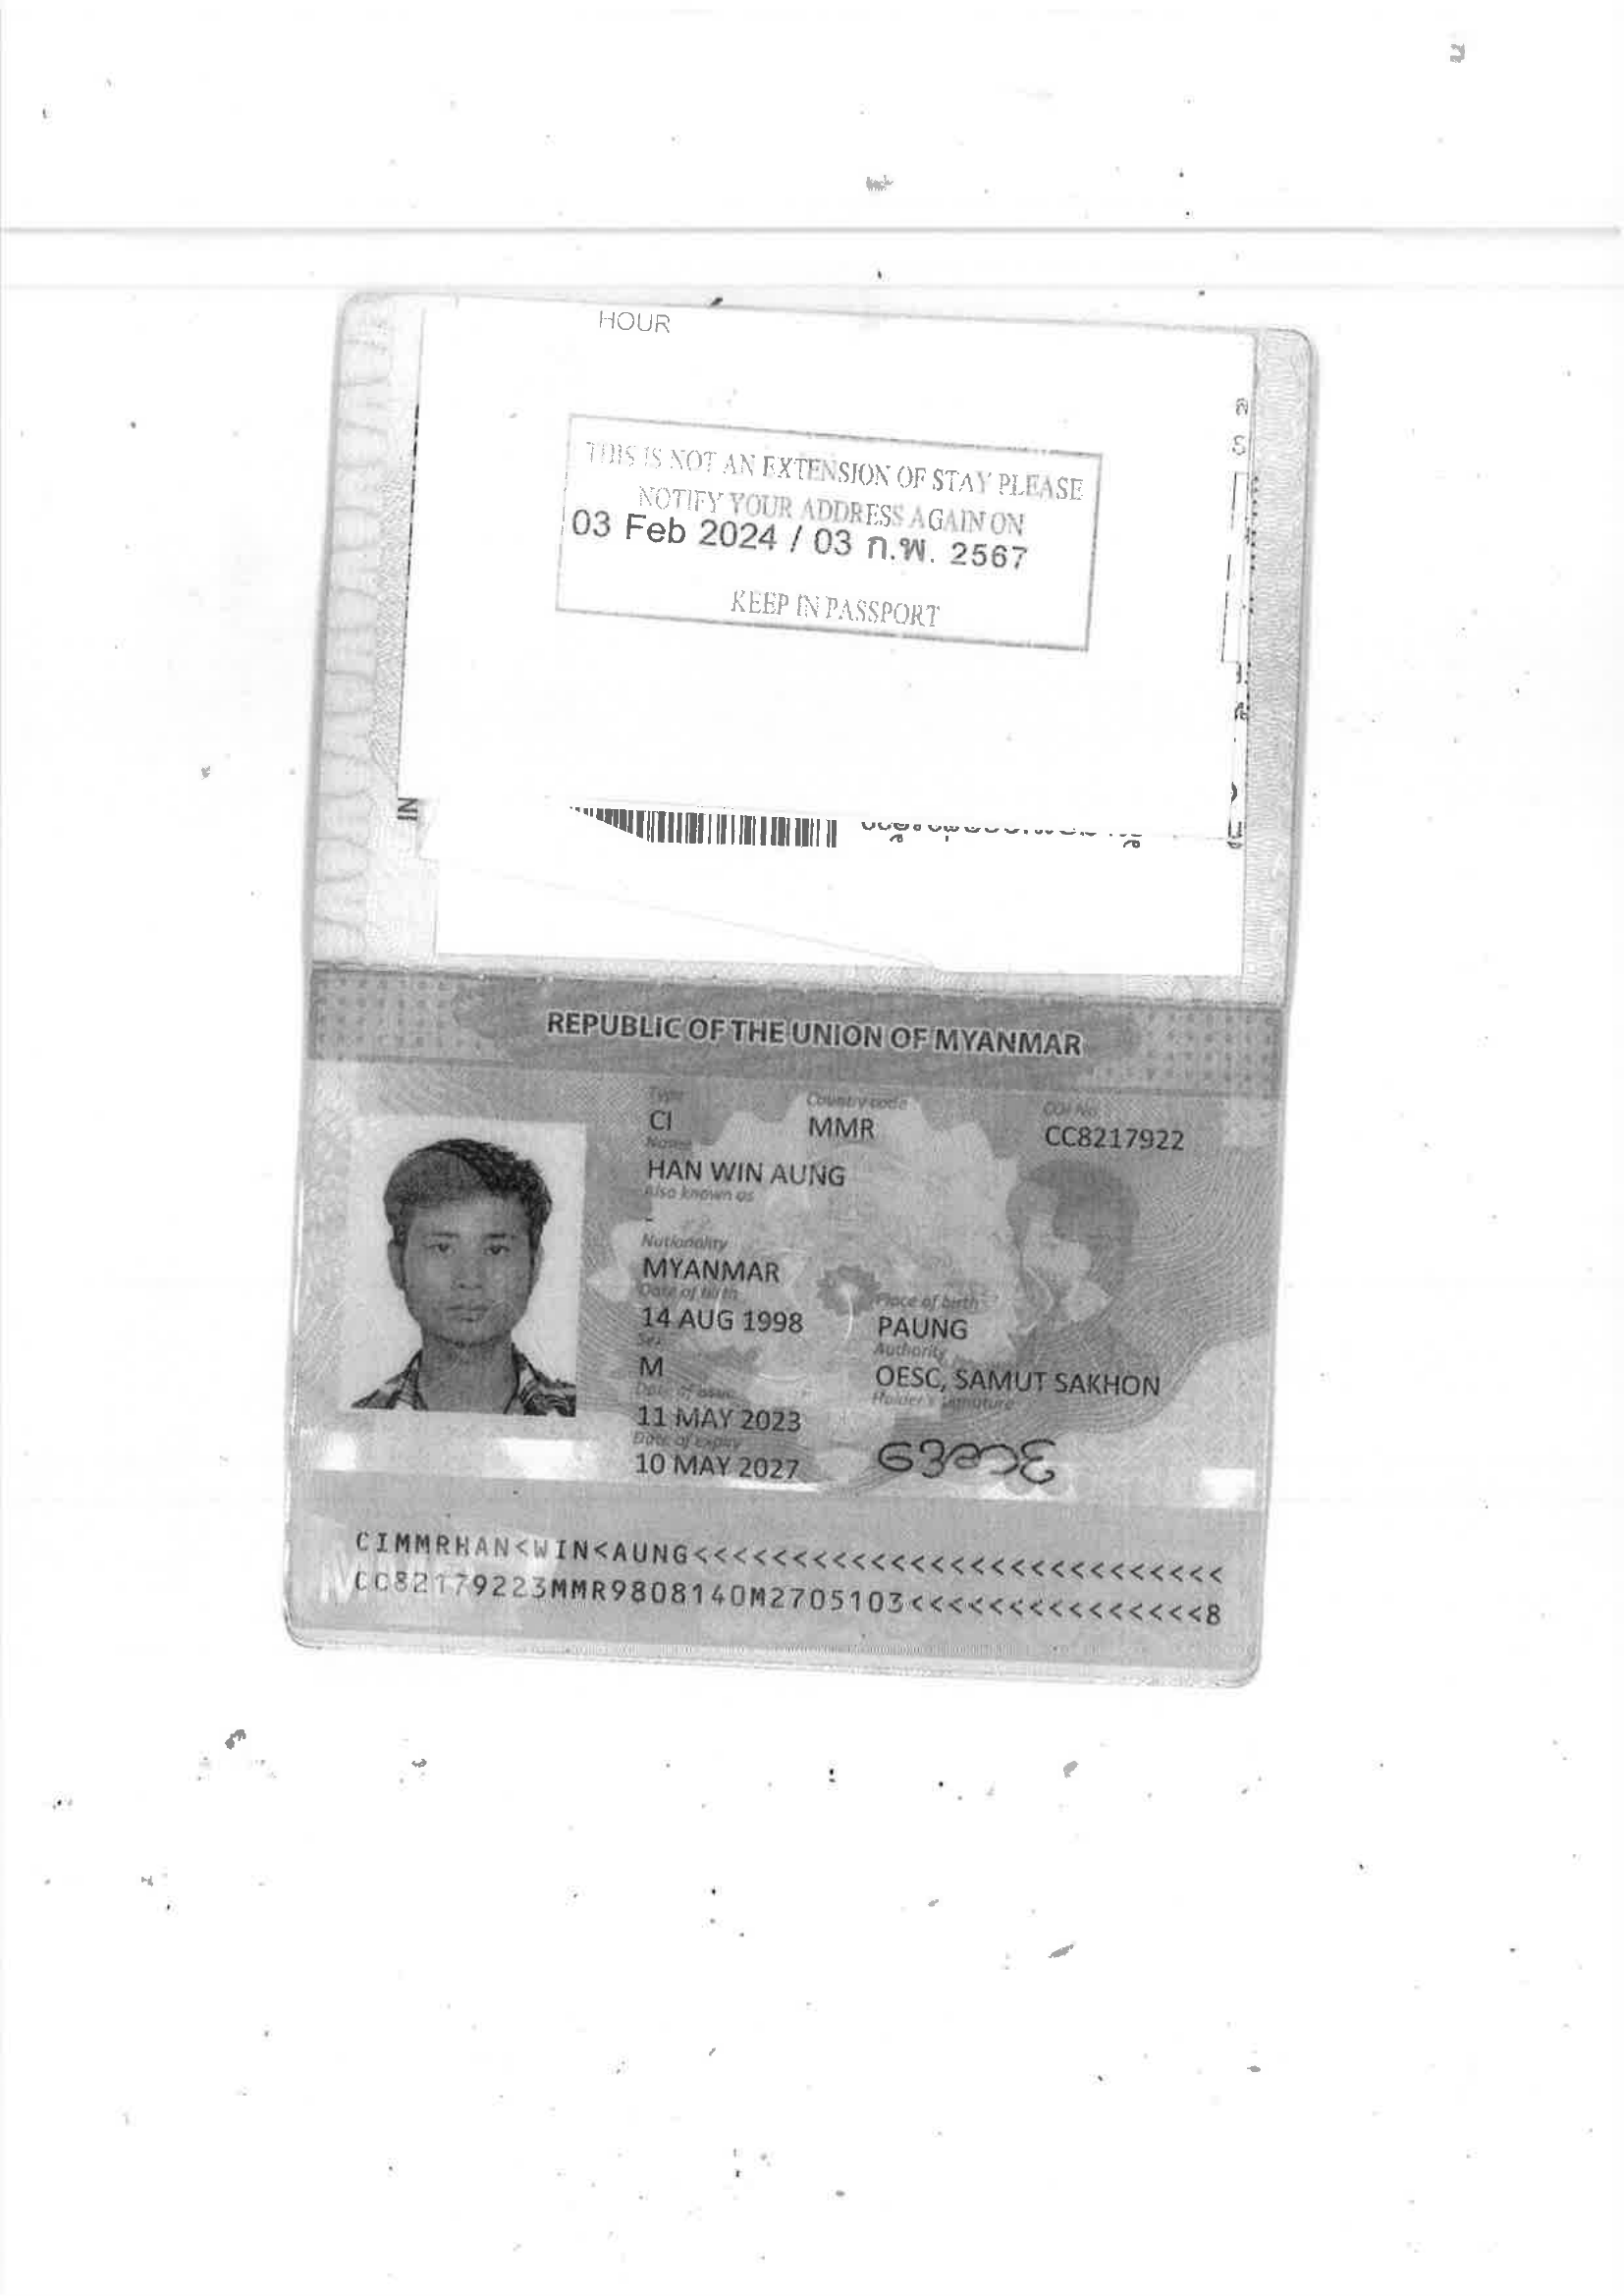 HOUR
THIS IS NOT AN EXTENSION OF STAY PLEASE
NOTIFY YOUR ADDRESS AGAIN ON
03 Feb 2024 / 03 ก.พ. 2567
KEEP IN PASSPORT
IN
REPUBLIC OF THE UNION OF MYANMAR
Type Country code COI No
CI MMR CC8217922
Name
HAN WIN AUNG
Also known as
-
Nationality
MYANMAR
Date of birth Place of birth
14 AUG 1998 PAUNG
Sex Authority
M OESC, SAMUT SAKHON
Date of issue Holder's signature
11 MAY 2023
Date of expiry
10 MAY 2027
CIMMRHAN<WIN<AUNG<<<<<<<<<<<<<<<<<<<<<<<<<<<
CC82179223MMR9808140M2705103<<<<<<<<<<<<<<<8